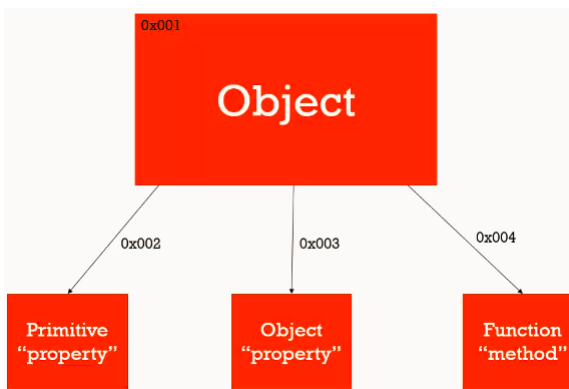 0x001
Object
0x002
0x003
0x004
Primitive
“property”
Object
“property”
Function
“method”